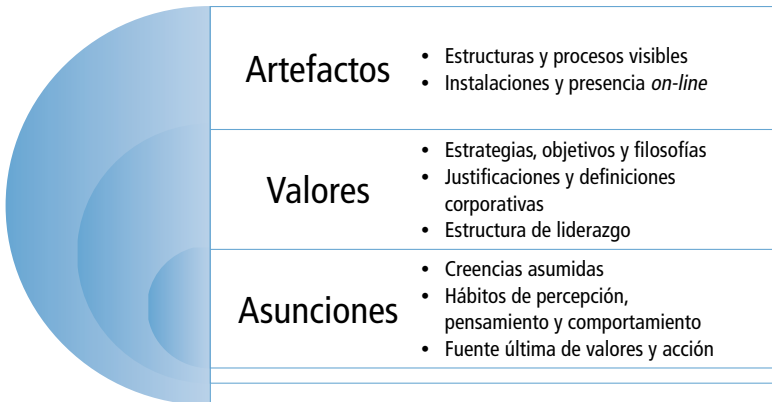 Artefactos
• Estructuras y procesos visibles
• Instalaciones y presencia on-line
Valores
• Estrategias, objetivos y filosofías
• Justificaciones y definiciones
corporativas
• Estructura de liderazgo
Asunciones
• Creencias asumidas
• Hábitos de percepción,
pensamiento y comportamiento
• Fuente última de valores y acción